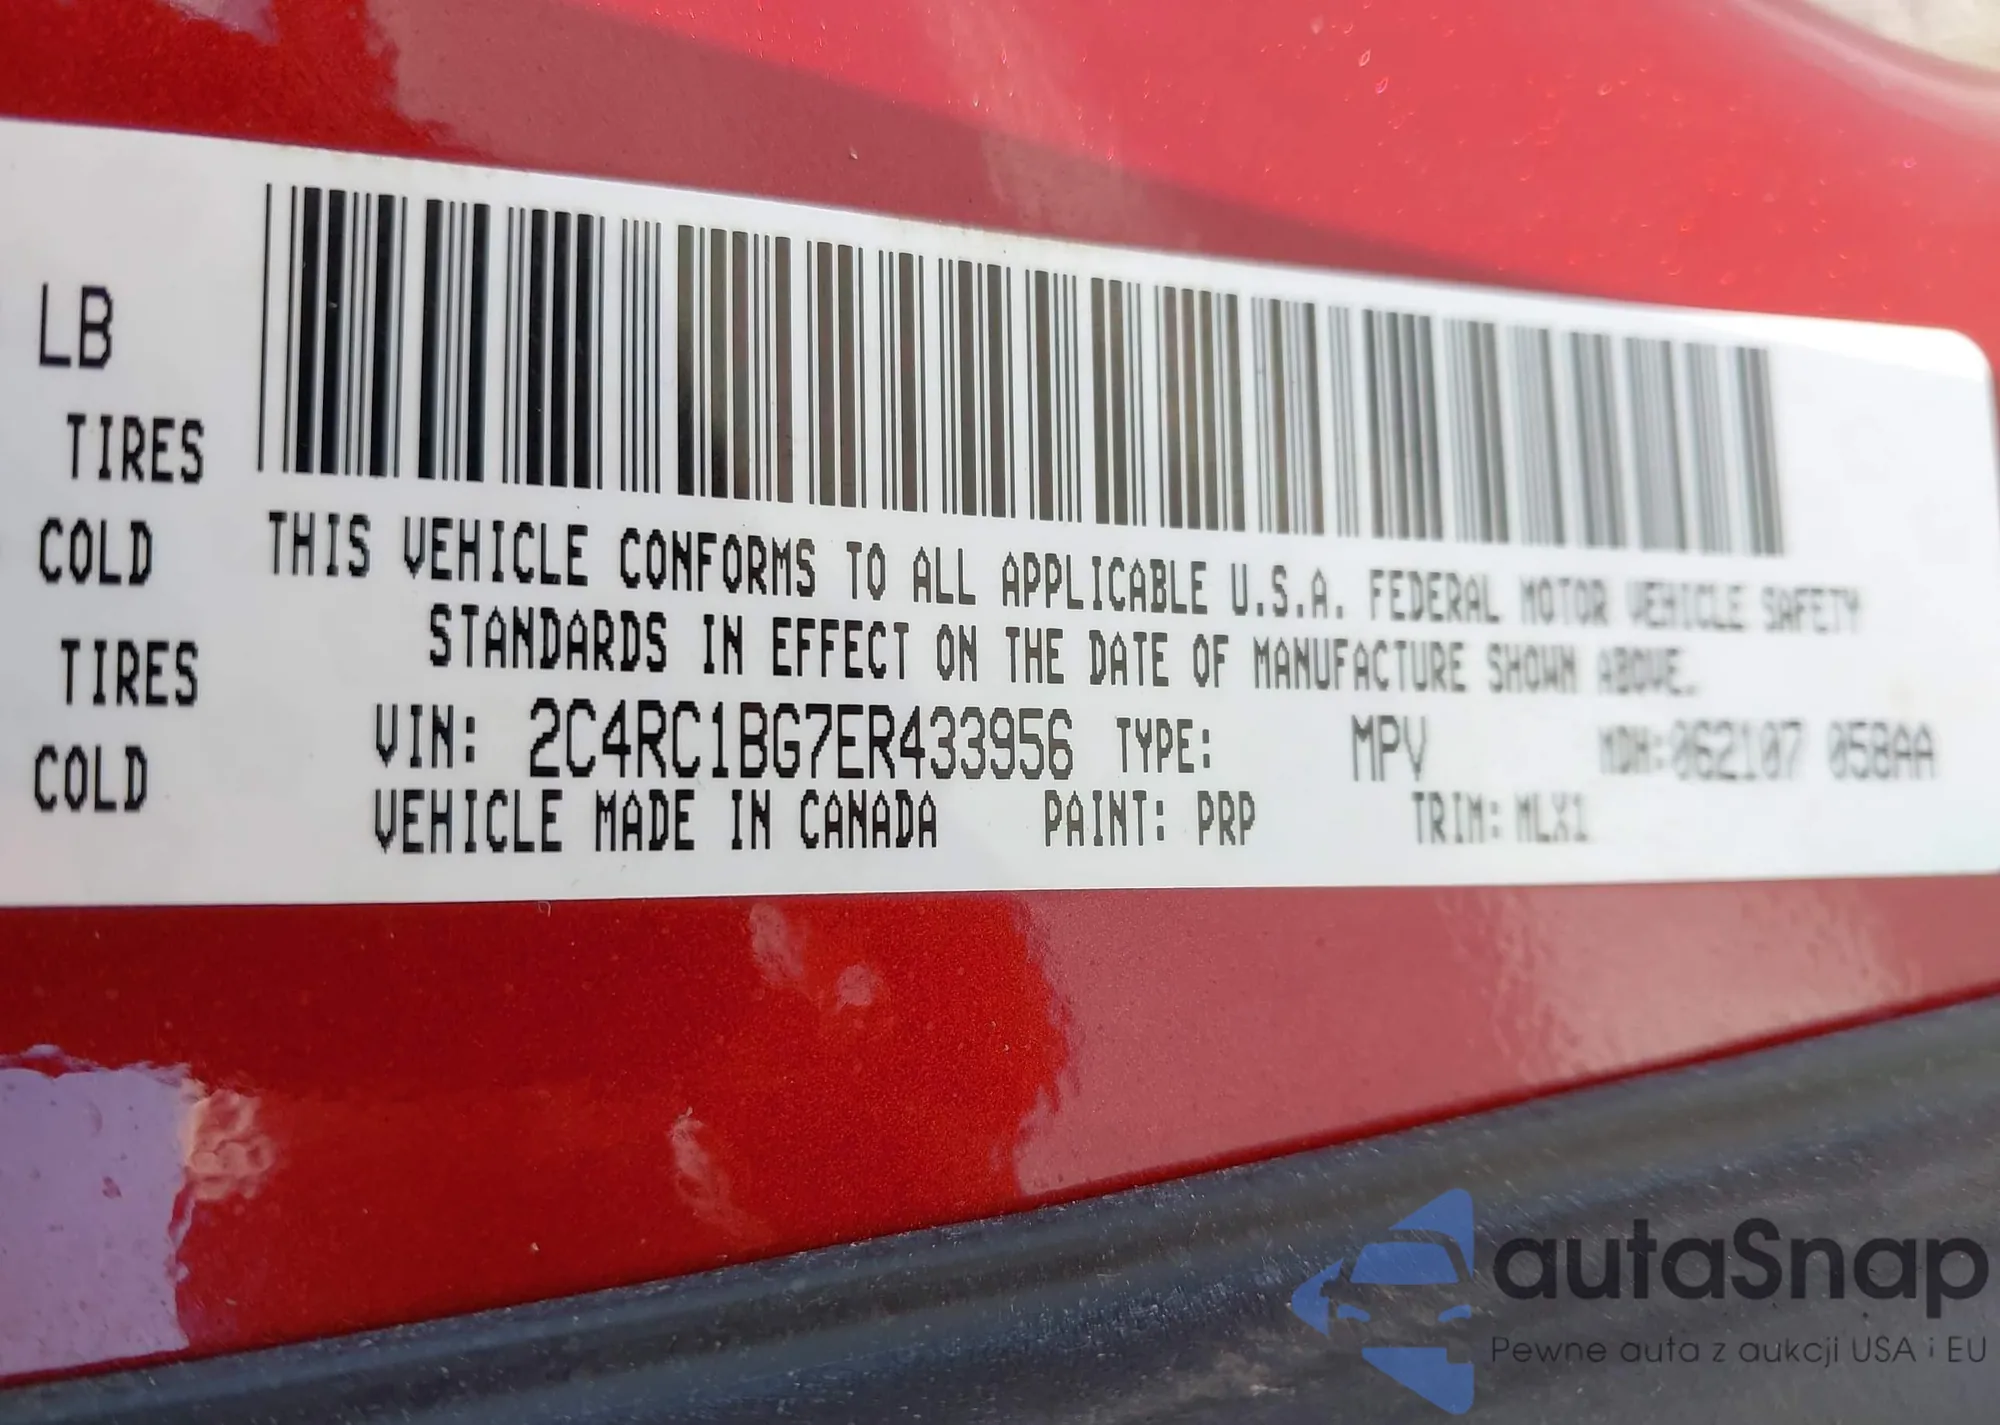 LB
TIRES
COLD
TIRES
COLD
THIS VEHICLE CONFORMS TO ALL APPLICABLE U.S.A. FEDERAL MOTOR VEHICLE SAFETY
STANDARDS IN EFFECT ON THE DATE OF MANUFACTURE SHOWN ABOVE.
VIN: 2C4RC1BG7ER433956 TYPE: MPV MDH:062107 058AA
VEHICLE MADE IN CANADA PAINT: PRP TRIM: MLX1
autaSnap
Pewne auta z aukcji USA i EU